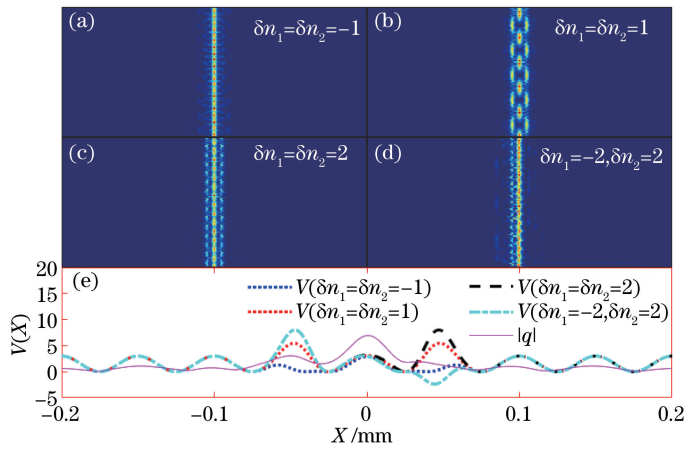 (a) δn₁=δn₂=−1
(b) δn₁=δn₂=1
(c) δn₁=δn₂=2
(d) δn₁=−2,δn₂=2
(e)
V(δn₁=δn₂=−1)
V(δn₁=δn₂=2)
V(δn₁=δn₂=1)
V(δn₁=−2,δn₂=2)
|q|
20
15
10
5
0
−5
V(X)
−0.2 −0.1 0 0.1 0.2
X /mm